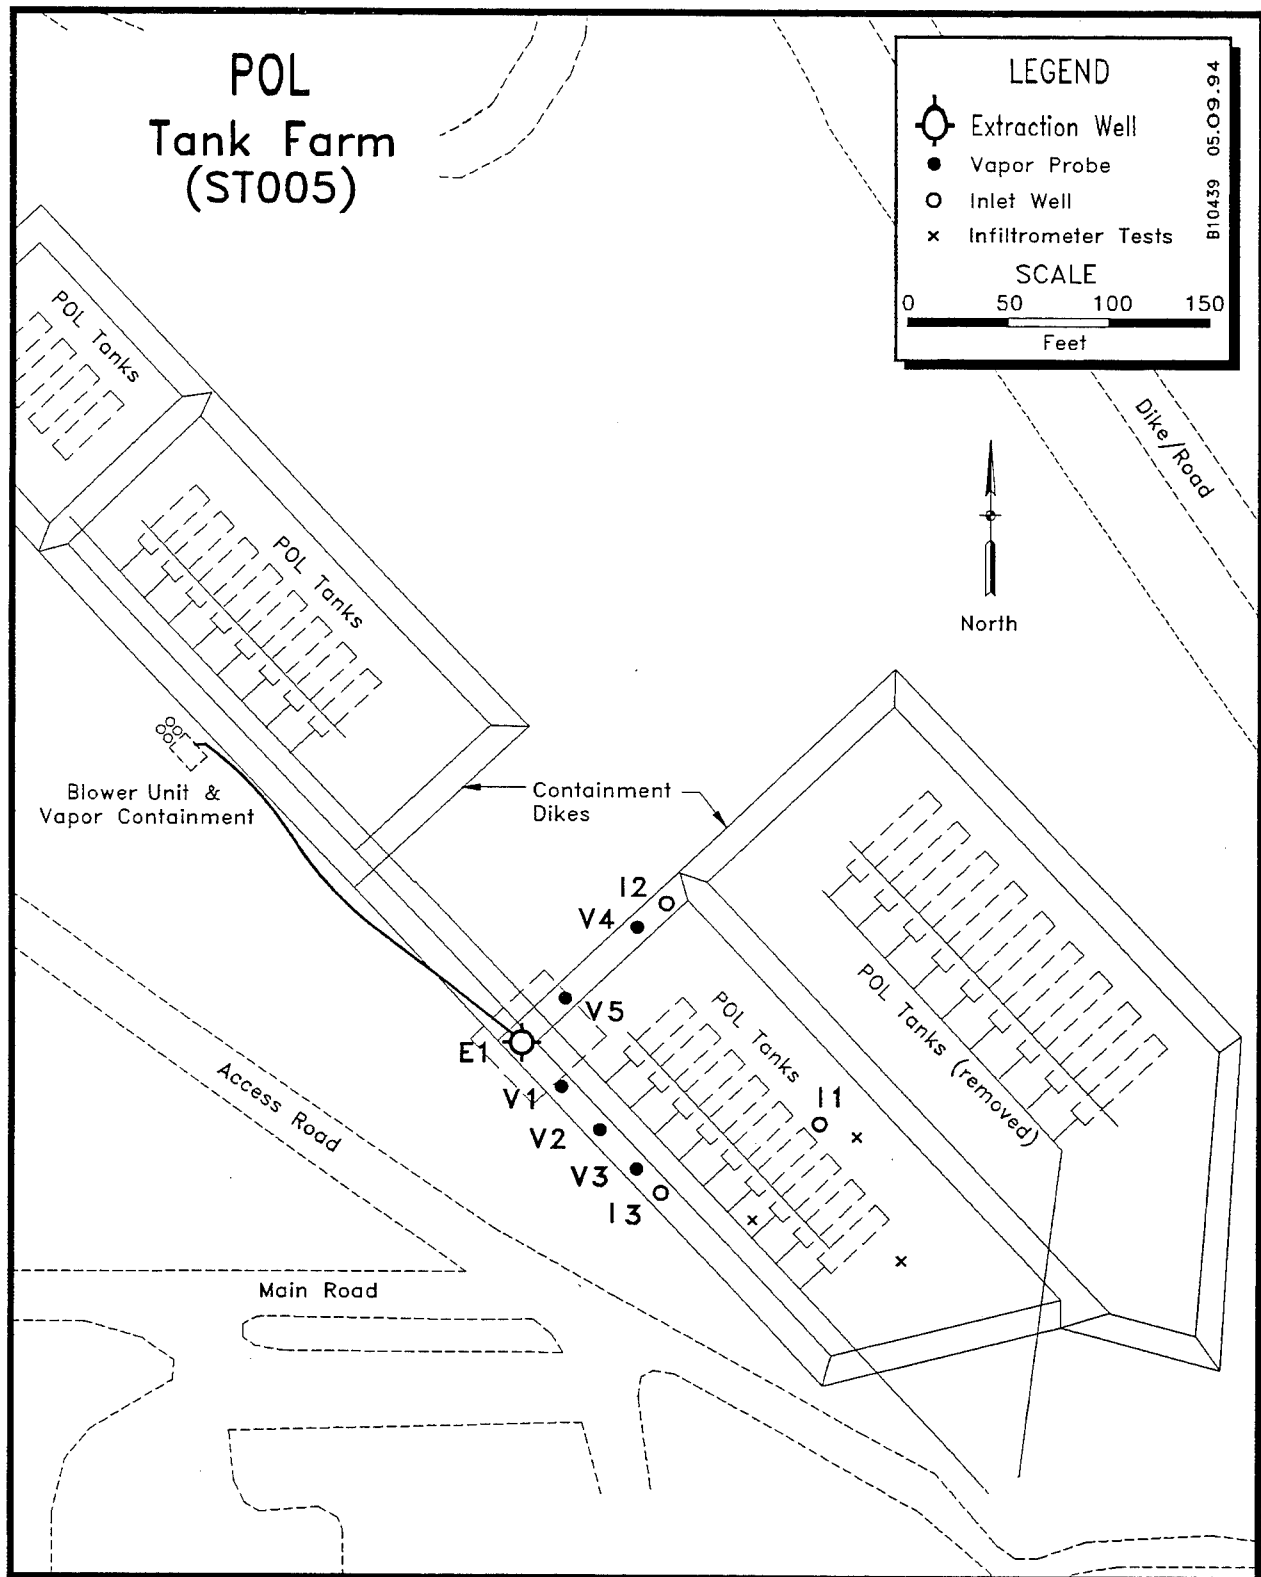 POL
Tank Farm
(ST005)
LEGEND
Extraction Well
Vapor Probe
Inlet Well
Infiltrometer Tests
SCALE
0 50 100 150
Feet
B10439 05.09.94
POL Tanks
Dike/Road
POL Tanks
North
Blower Unit &
Vapor Containment
Containment
Dikes
I2
V4
V5
E1
POL Tanks
POL Tanks (removed)
V1
I1
V2
V3
I3
Access Road
Main Road